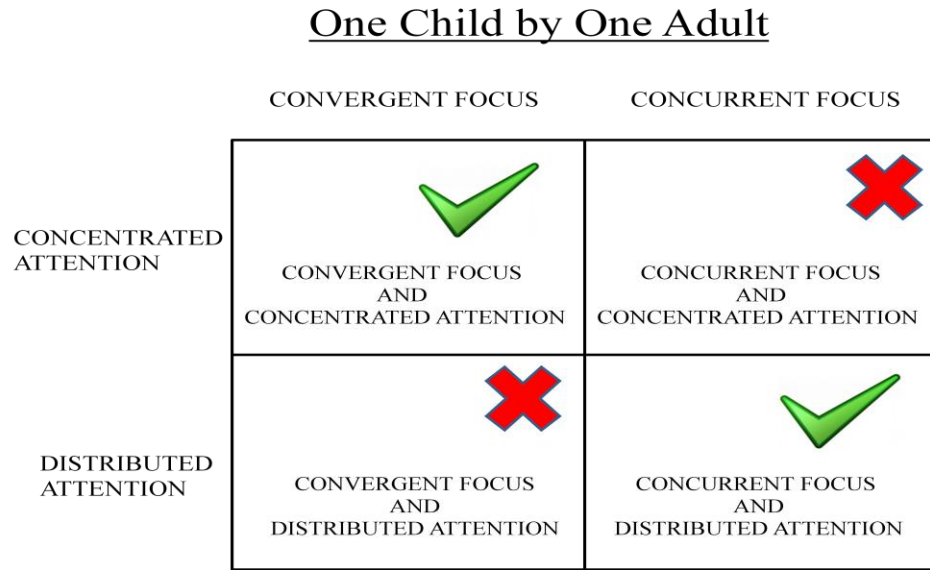 One Child by One Adult
CONVERGENT FOCUS
CONCURRENT FOCUS
CONCENTRATED
ATTENTION
CONVERGENT FOCUS
AND
CONCENTRATED ATTENTION
CONCURRENT FOCUS
AND
CONCENTRATED ATTENTION
DISTRIBUTED
ATTENTION
CONVERGENT FOCUS
AND
DISTRIBUTED ATTENTION
CONCURRENT FOCUS
AND
DISTRIBUTED ATTENTION